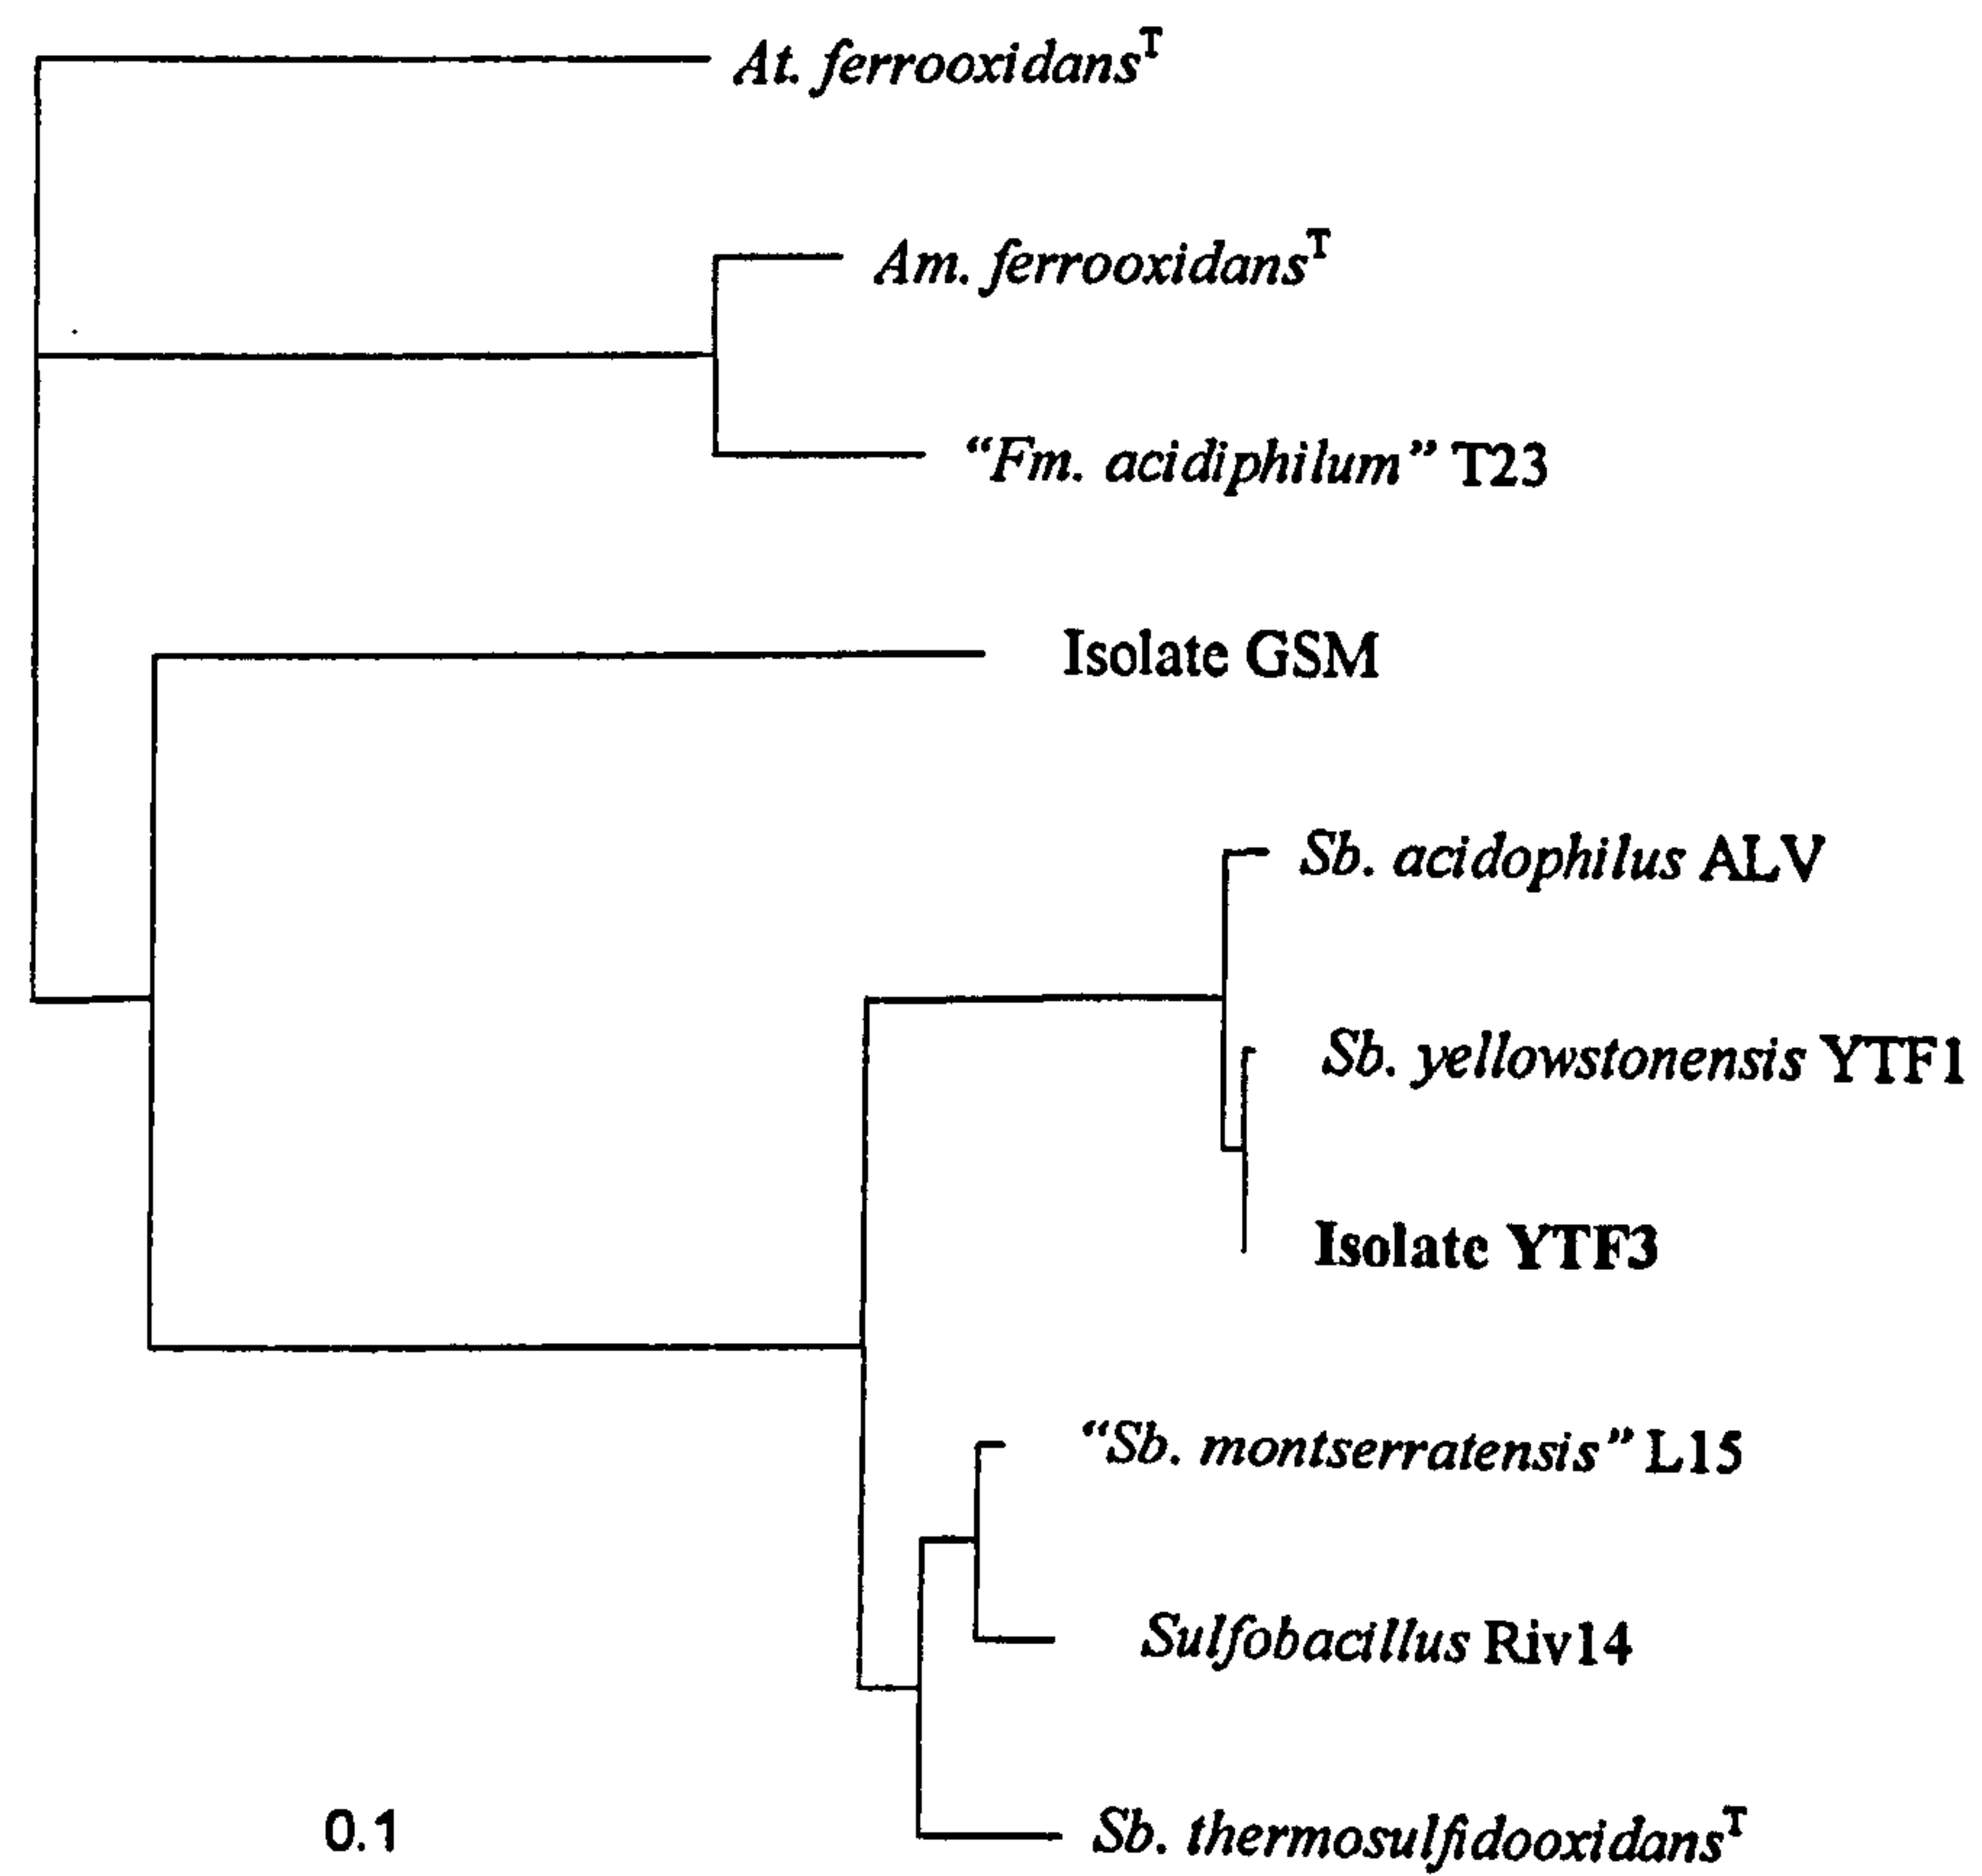 At. ferrooxidansᵀ
Am. ferrooxidansᵀ
“Fm. acidiphilum” T23
Isolate GSM
Sb. acidophilus ALV
Sb. yellowstonensis YTF1
Isolate YTF3
“Sb. montserratensis” L15
Sulfobacillus Riv14
Sb. thermosulfidooxidansᵀ
0.1